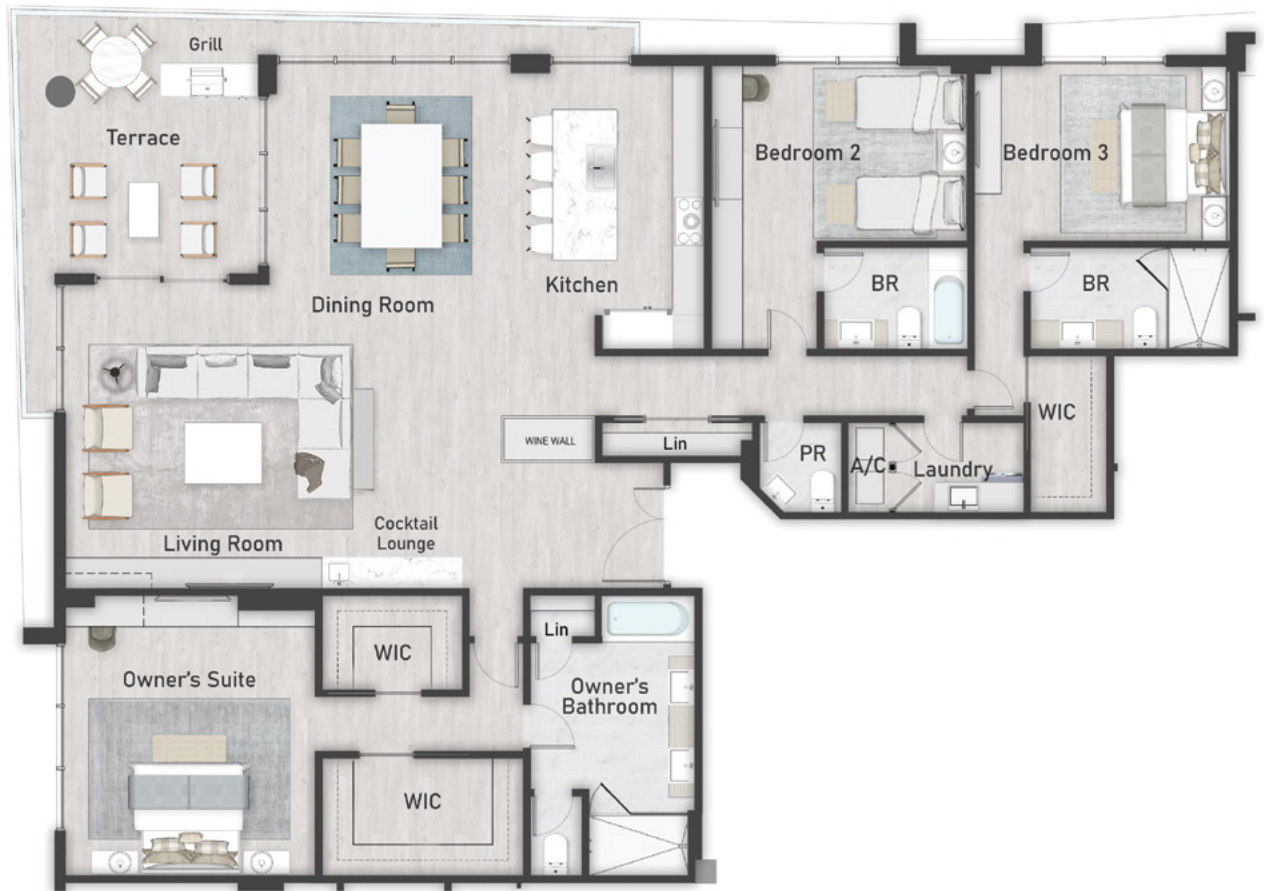 Grill
Terrace
Dining Room
Kitchen
Bedroom 2
Bedroom 3
BR
BR
WINE WALL
Lin
PR
A/C
Laundry
WIC
Living Room
Cocktail
Lounge
Owner's Suite
WIC
Lin
Owner's
Bathroom
WIC